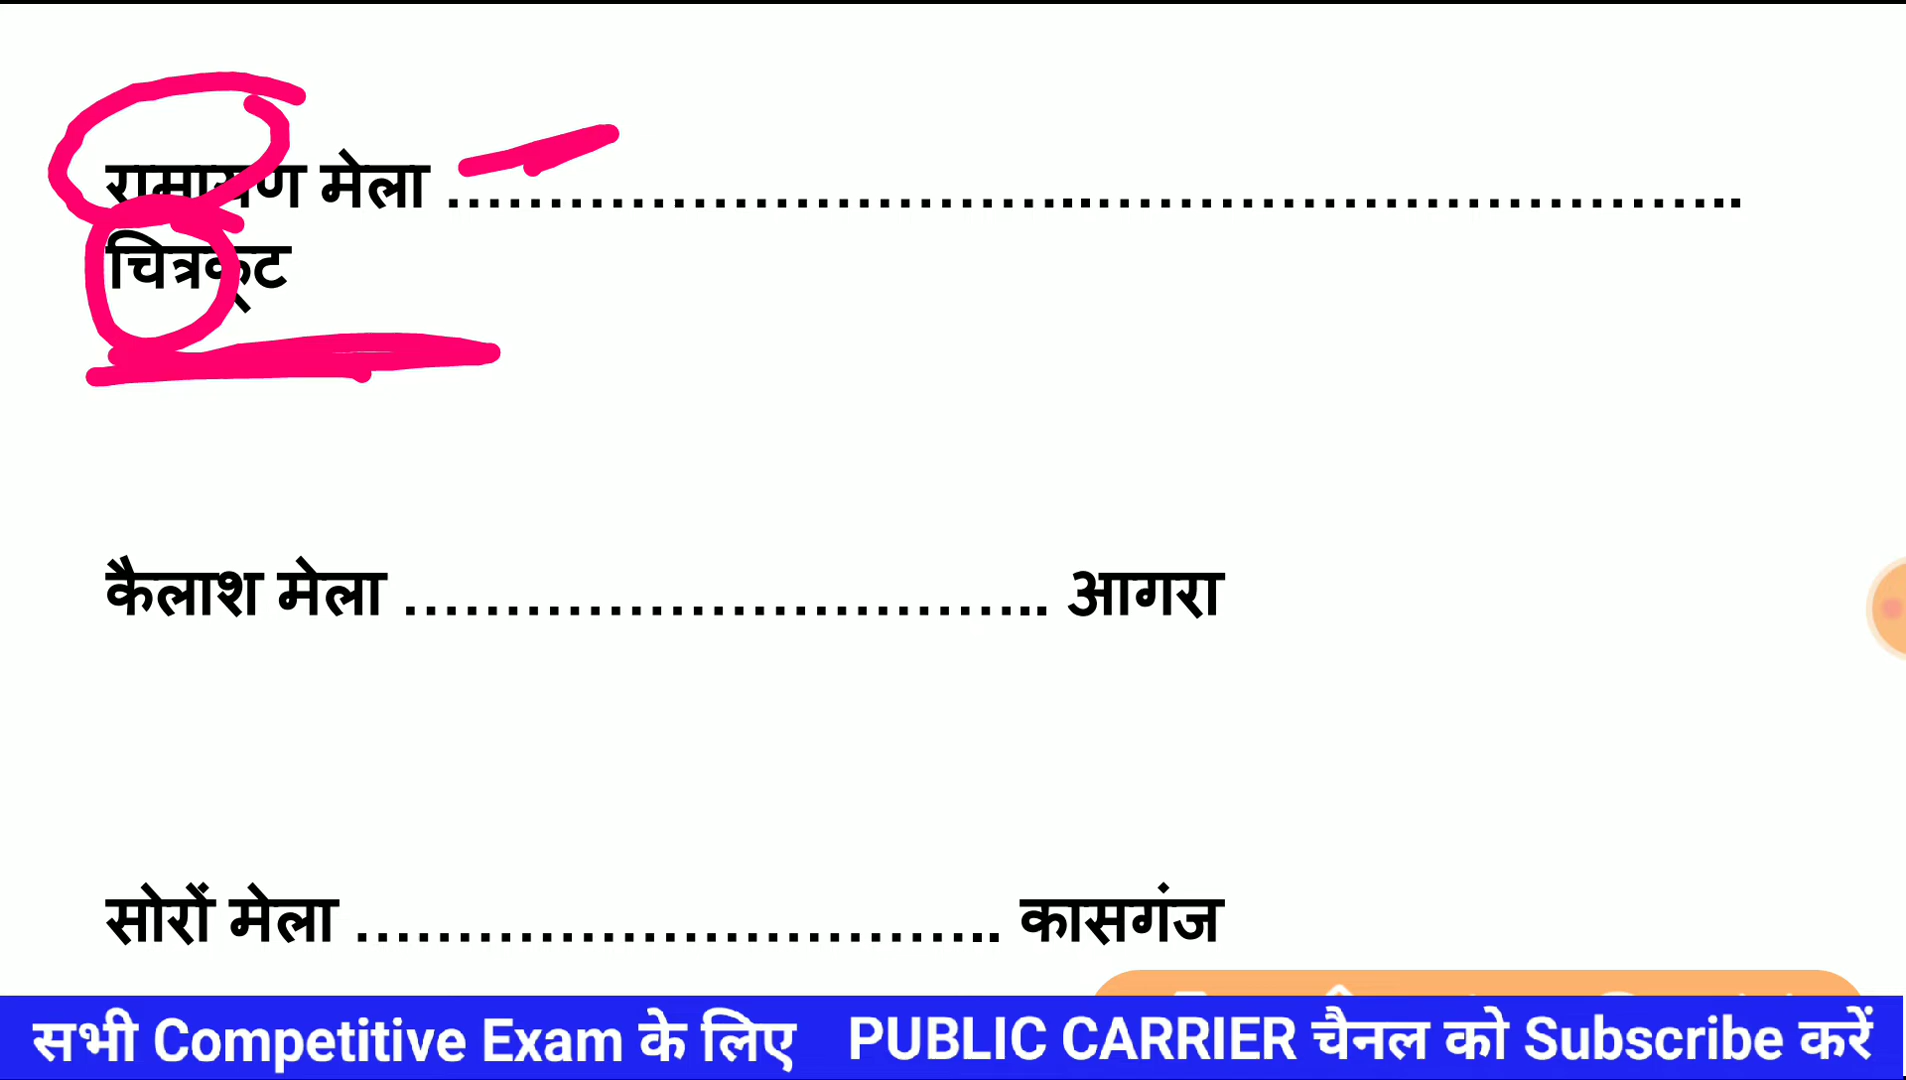 रामायण मेला ...............................................................
चित्रकूट
कैलाश मेला ................................ आगरा
सोरों मेला ................................ कासगंज
सभी Competitive Exam के लिए PUBLIC CARRIER चैनल को Subscribe करें